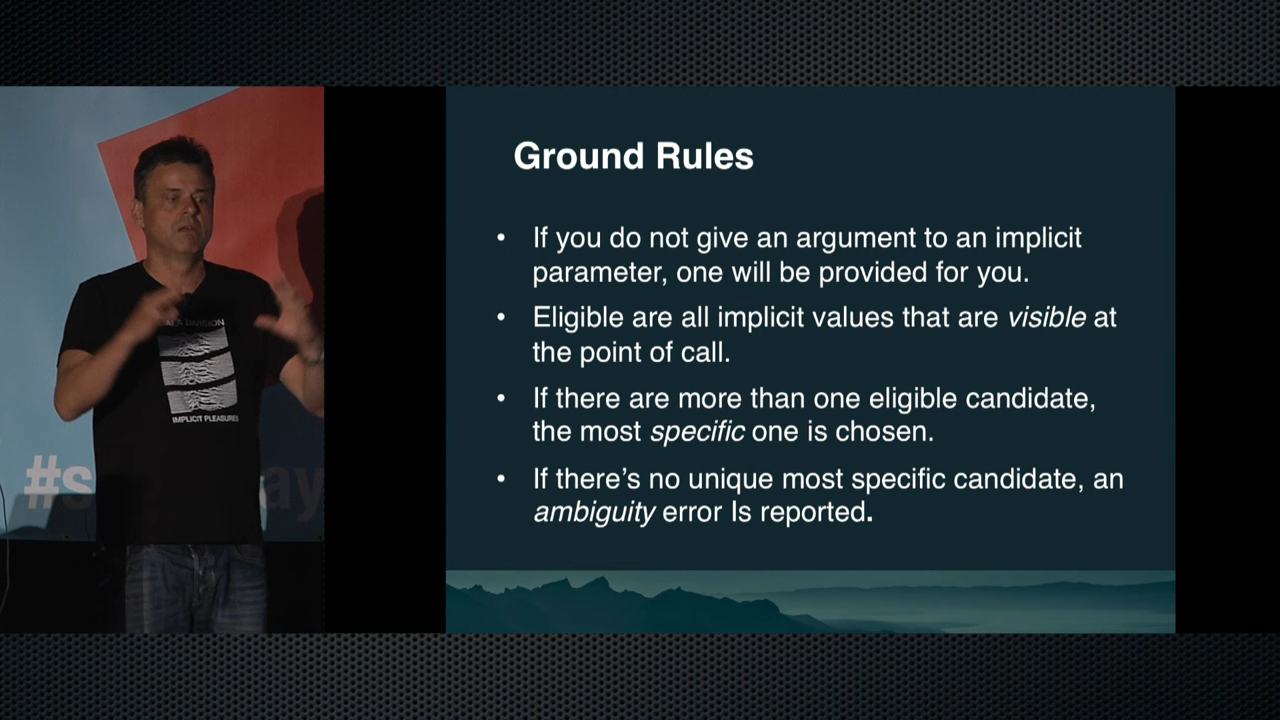 Ground Rules
• If you do not give an argument to an implicit
parameter, one will be provided for you.
• Eligible are all implicit values that are visible at
the point of call.
• If there are more than one eligible candidate,
the most specific one is chosen.
• If there’s no unique most specific candidate, an
ambiguity error Is reported.
DIVISION
IMPLICIT PLEASURES
#s
ay